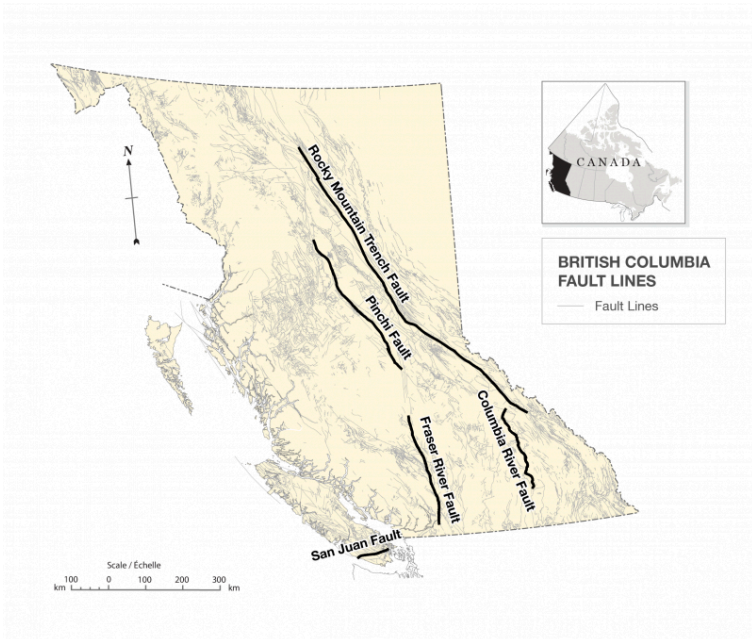 N
Rocky Mountain Trench Fault
Pinchi Fault
Columbia River Fault
Fraser River Fault
San Juan Fault
CANADA
BRITISH COLUMBIA
FAULT LINES
Fault Lines
Scale / Échelle
100 0 100 200 300
km km